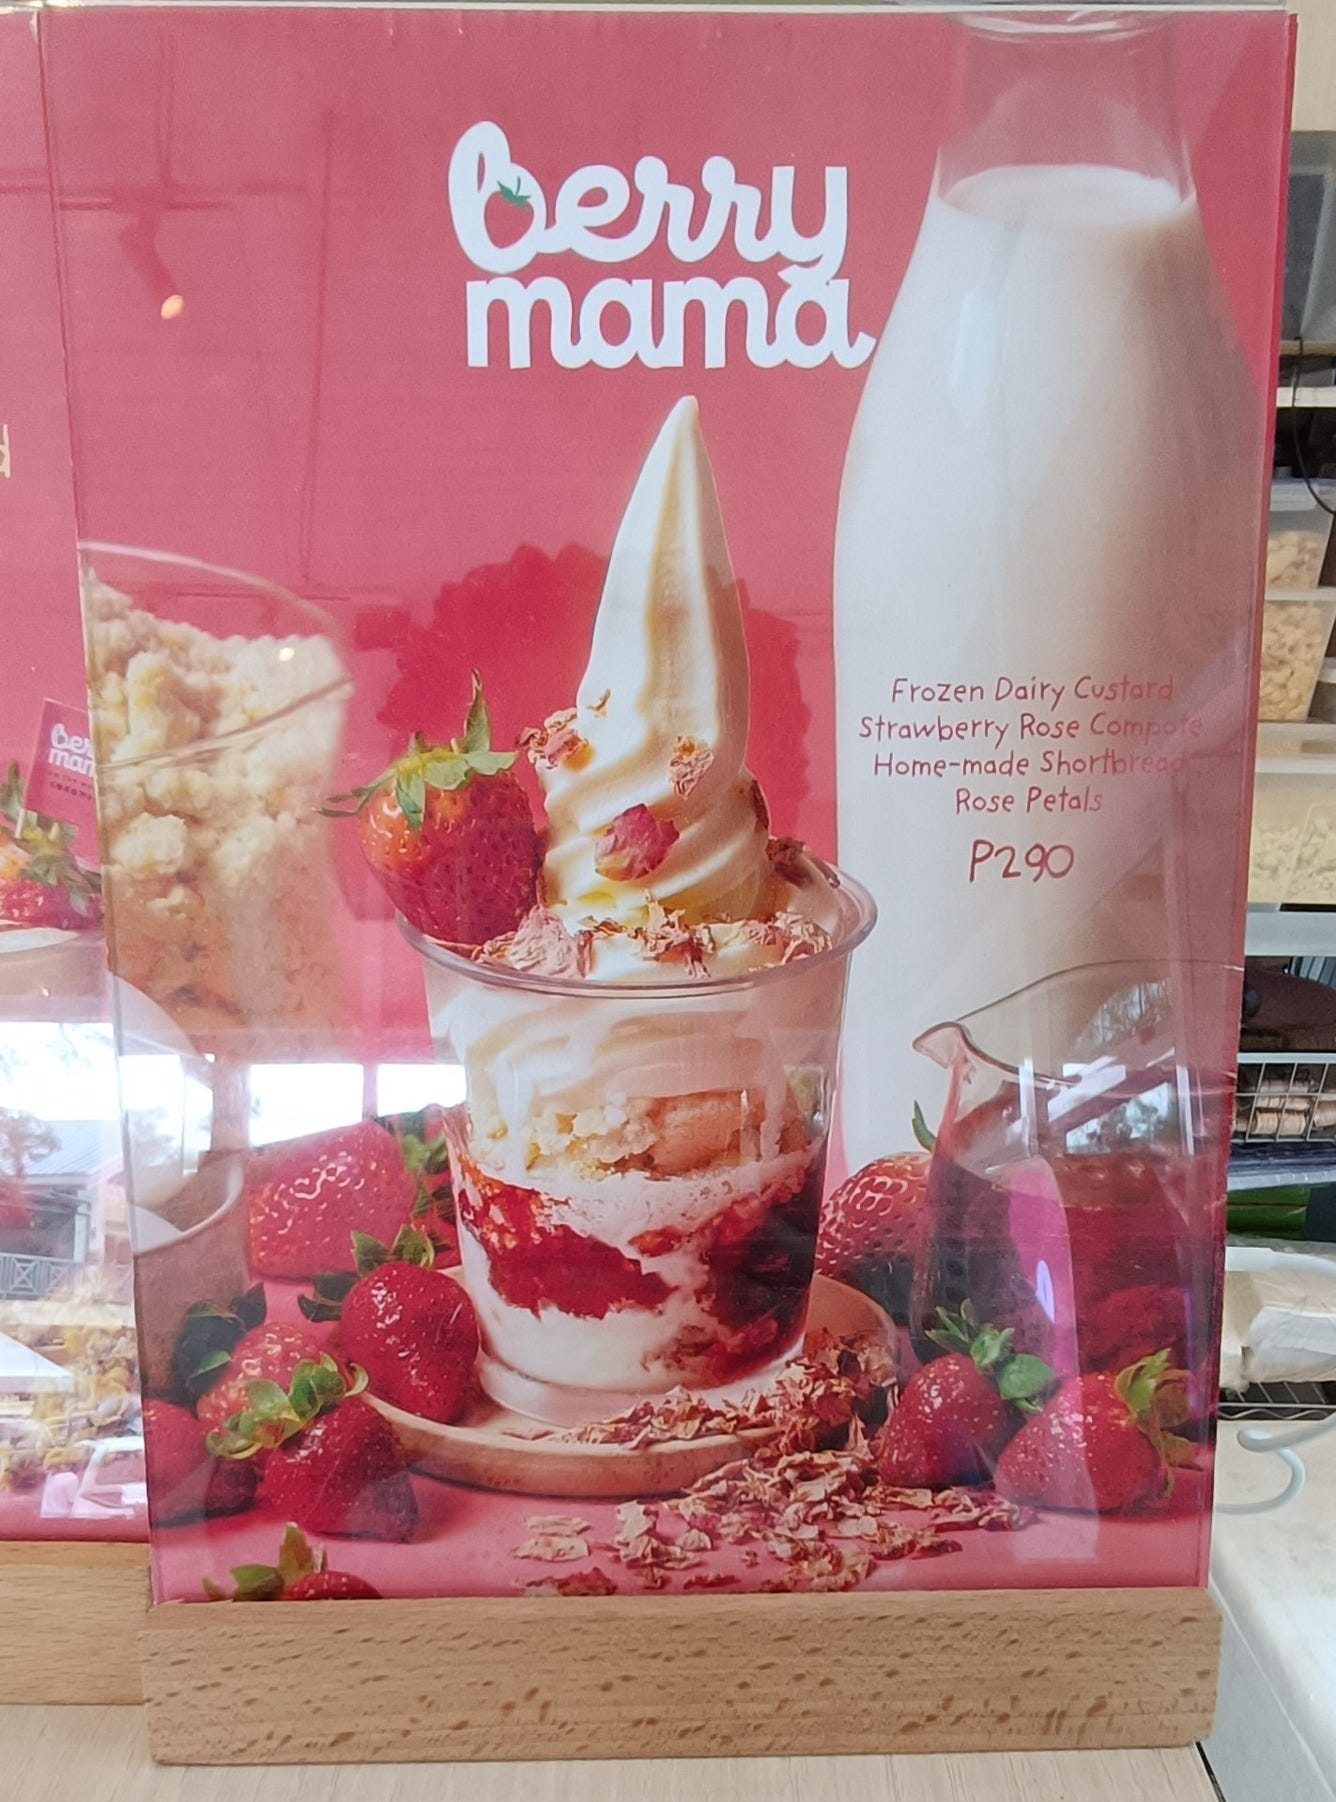 berry
mama
Frozen Dairy Custard
Strawberry Rose Compote
Home-made Shortbread
Rose Petals
P290